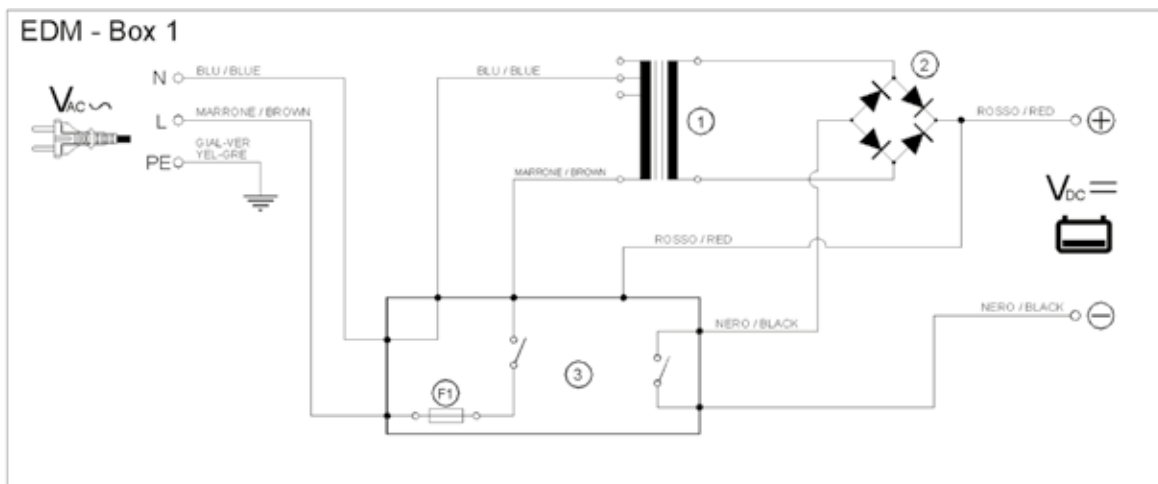 EDM - Box 1
N
BLU / BLUE
BLU / BLUE
2
VAC
L
MARRONE / BROWN
1
ROSSO / RED
+
PE
GIAL-VER
YEL-GRE
MARRONE / BROWN
VDC
ROSSO / RED
NERO / BLACK
NERO / BLACK
−
3
F1